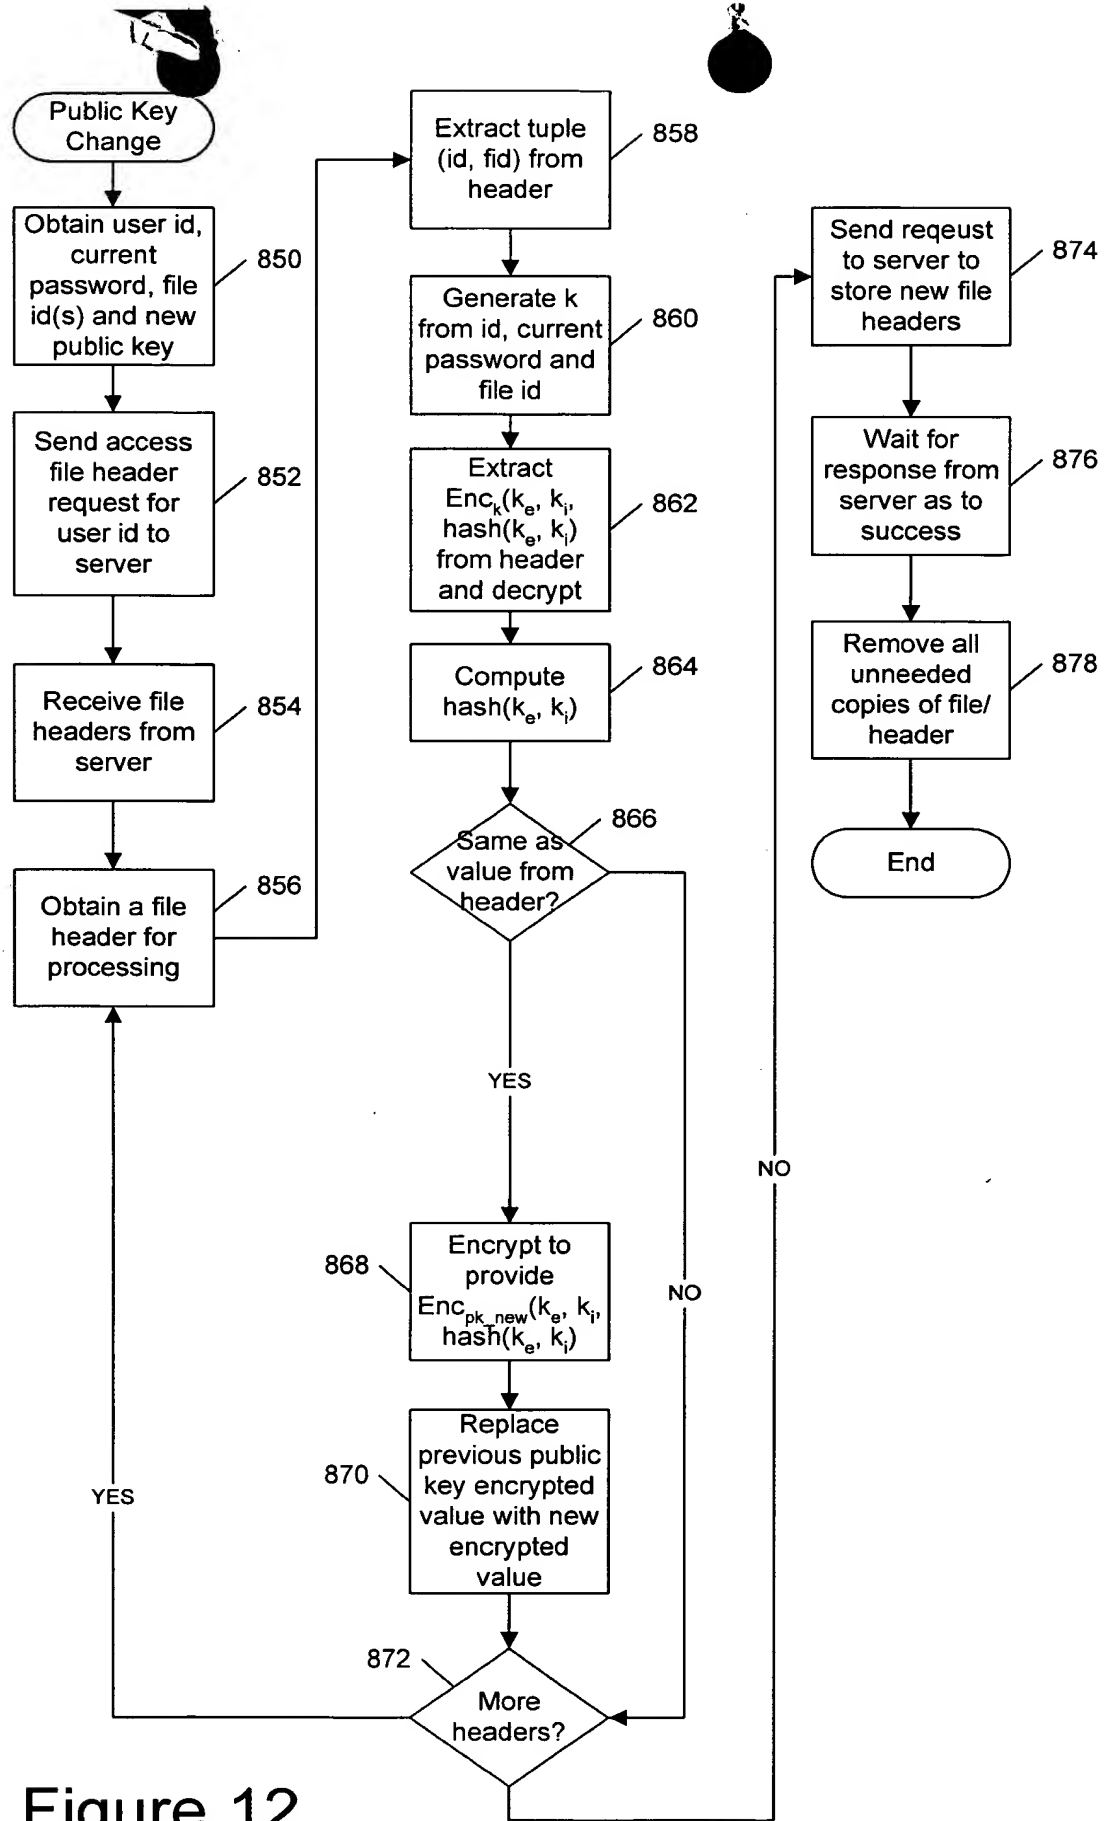 Public Key
Change
Obtain user id,
current
password, file
id(s) and new
public key
850
Send access
file header
request for
user id to
server
852
Receive file
headers from
server
854
Obtain a file
header for
processing
856
YES
Extract tuple
(id, fid) from
header
858
Generate k
from id, current
password and
file id
860
Extract
Enck(ke, ki,
hash(ke, ki)
from header
and decrypt
862
Compute
hash(ke, ki)
864
Same as
value from
header?
866
YES
NO
Encrypt to
provide
Encpk_new(ke, ki,
hash(ke, ki)
868
Replace
previous public
key encrypted
value with new
encrypted
value
870
More
headers?
872
NO
Send reqeust
to server to
store new file
headers
874
Wait for
response from
server as to
success
876
Remove all
unneeded
copies of file/
header
878
End
Figure 12